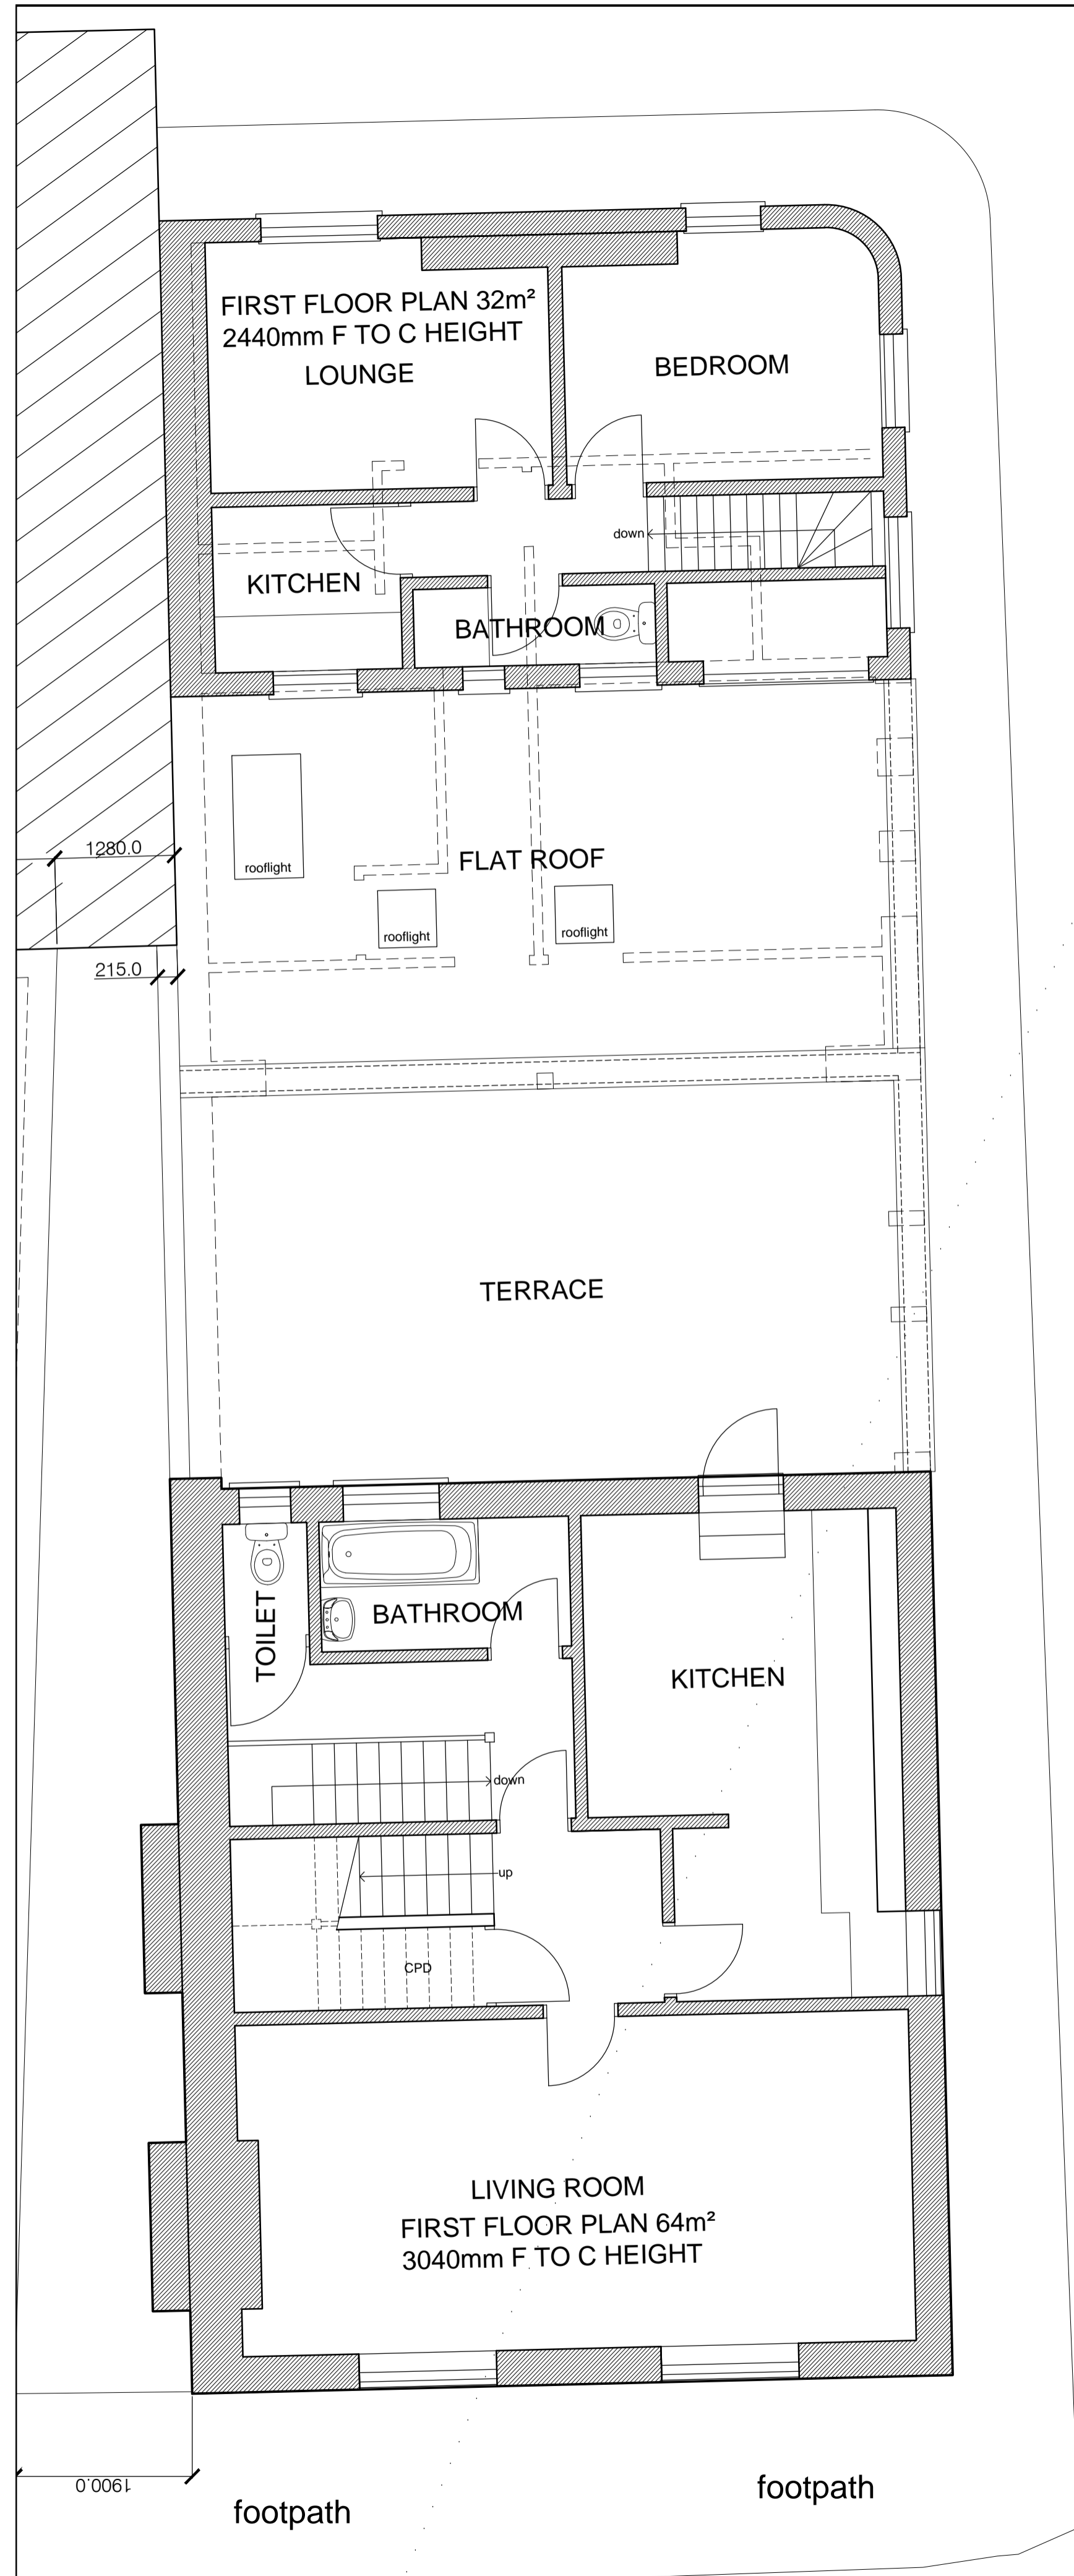 FIRST FLOOR PLAN 32m²
2440mm F TO C HEIGHT
LOUNGE
BEDROOM
down
KITCHEN
BATHROOM
1280.0
rooflight
FLAT ROOF
rooflight
rooflight
215.0
TERRACE
TOILET
BATHROOM
KITCHEN
down
up
CPD
LIVING ROOM
FIRST FLOOR PLAN 64m²
3040mm F TO C HEIGHT
1900.0
footpath
footpath